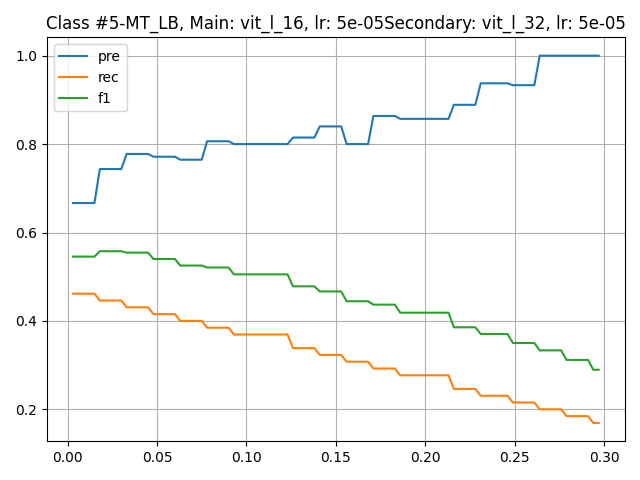 Class #5-MT_LB, Main: vit_l_16, lr: 5e-05Secondary: vit_l_32, lr: 5e-05
pre
rec
f1
1.0
0.8
0.6
0.4
0.2
0.00 0.05 0.10 0.15 0.20 0.25 0.30